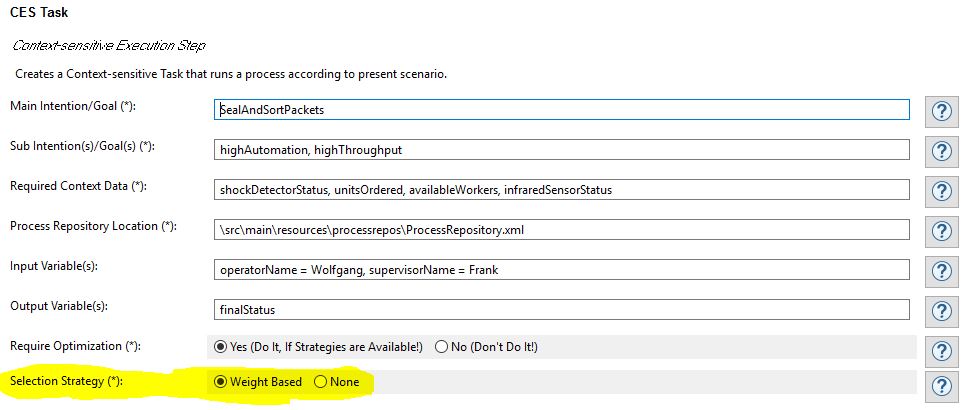 CES Task
Context-sensitive Execution Step
Creates a Context-sensitive Task that runs a process according to present scenario.
Main Intention/Goal (*): SealAndSortPackets ?
Sub Intention(s)/Goal(s) (*): highAutomation, highThroughput ?
Required Context Data (*): shockDetectorStatus, unitsOrdered, availableWorkers, infraredSensorStatus ?
Process Repository Location (*): \src\main\resources\processrepos\ProcessRepository.xml ?
Input Variable(s): operatorName = Wolfgang, supervisorName = Frank ?
Output Variable(s): finalStatus ?
Require Optimization (*): Yes (Do It, If Strategies are Available!) No (Don't Do It!) ?
Selection Strategy (*): Weight Based None ?